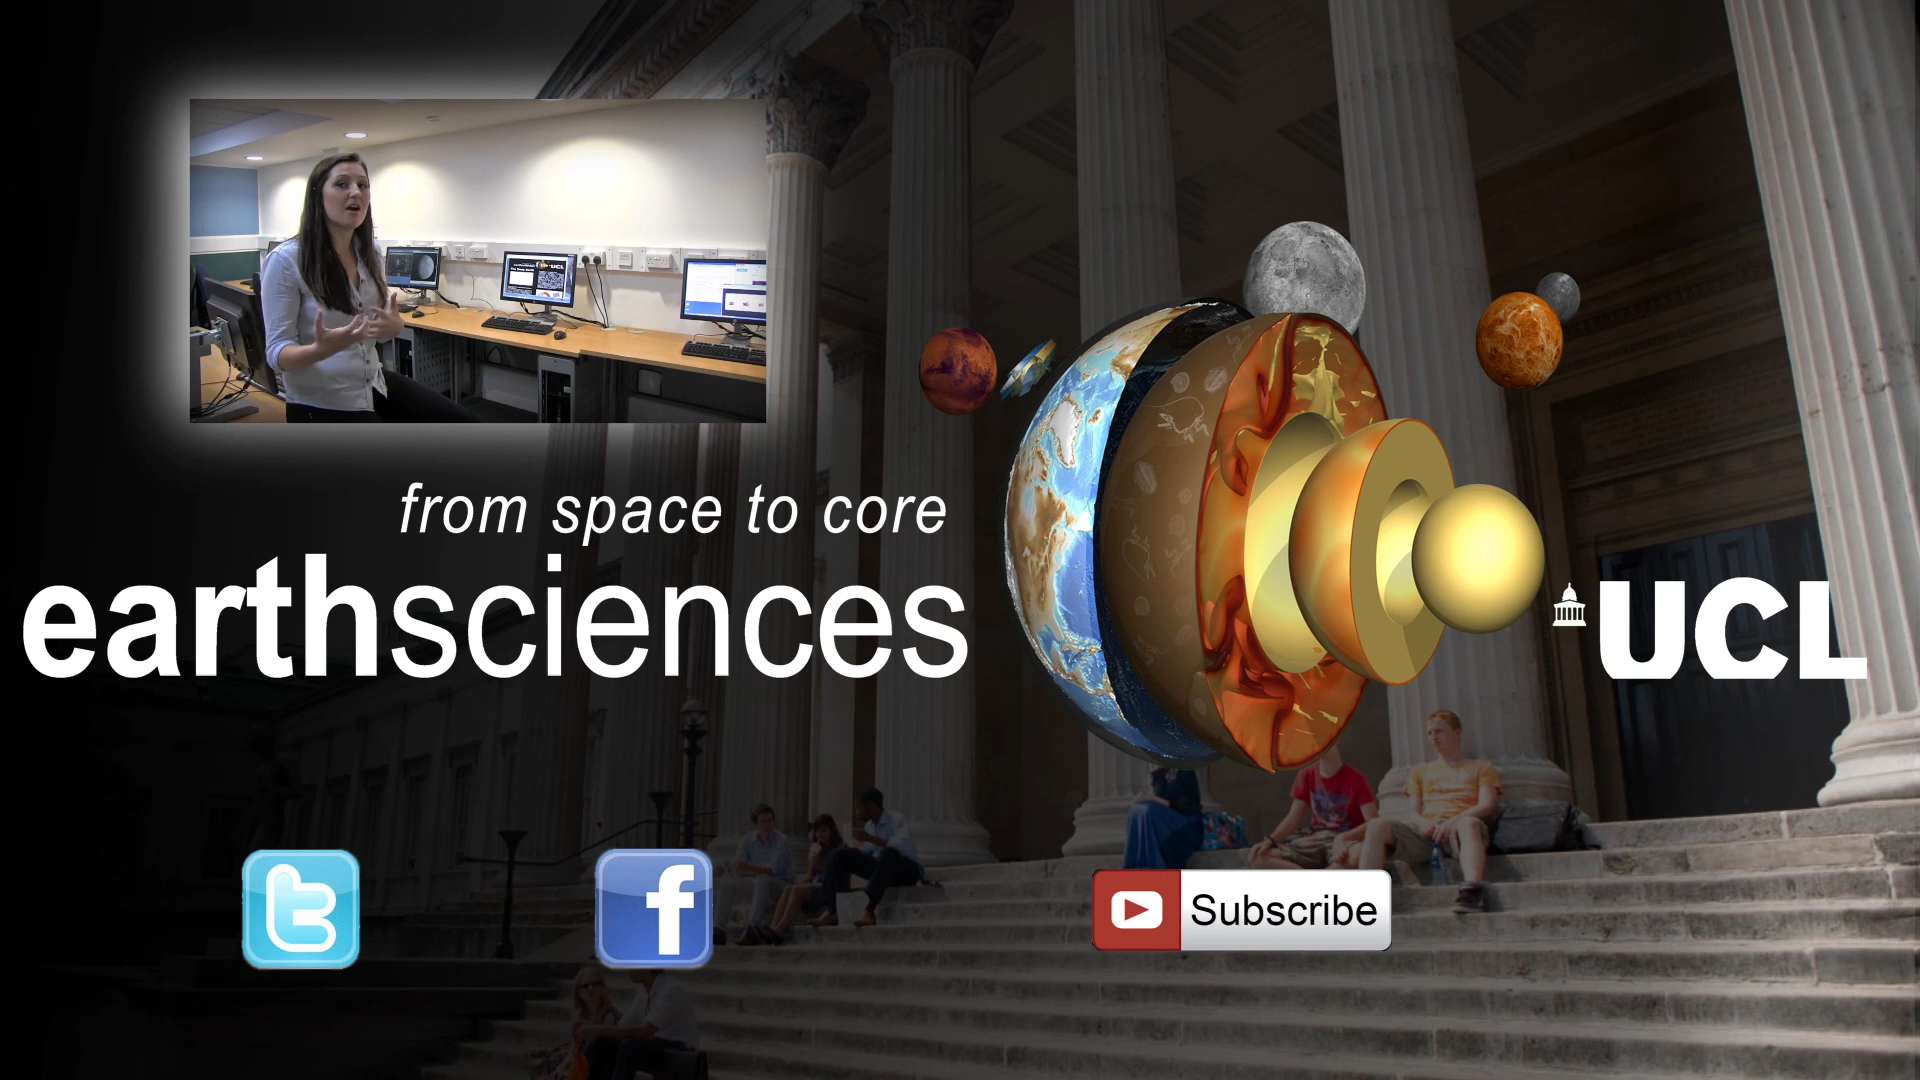 from space to core
earthsciences
UCL
Subscribe